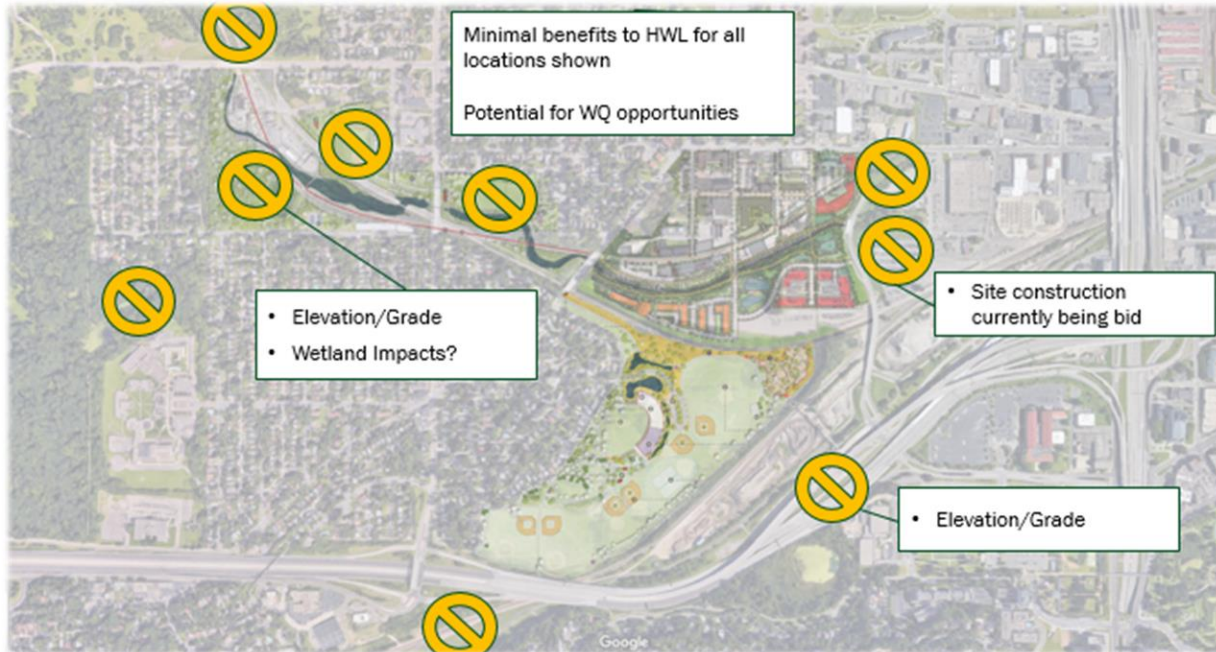 Minimal benefits to HWL for all
locations shown
Potential for WQ opportunities
• Elevation/Grade
• Wetland Impacts?
• Site construction
currently being bid
• Elevation/Grade
Google